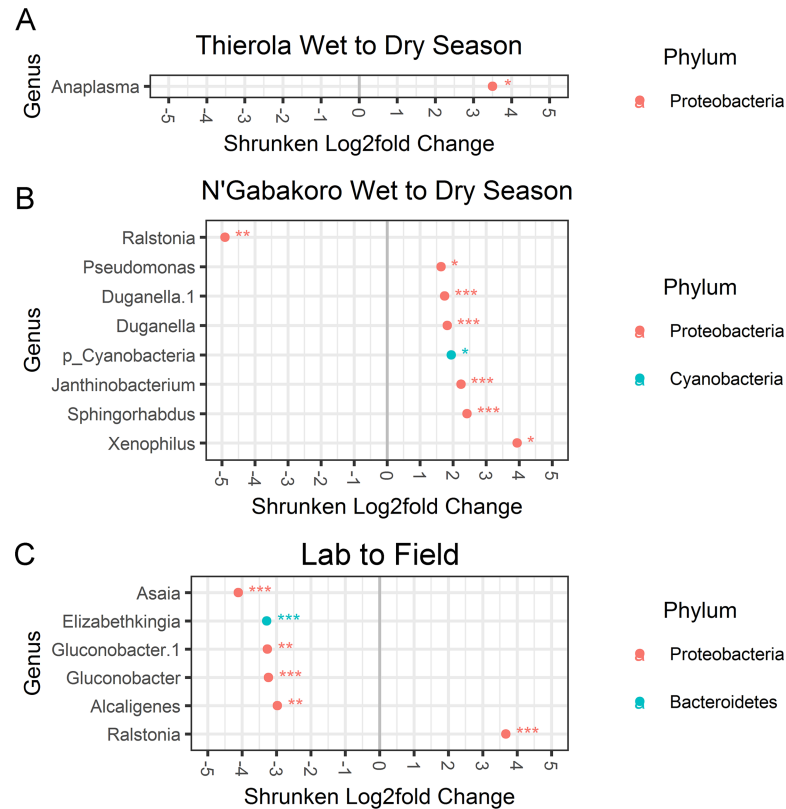 A
Thierola Wet to Dry Season
Genus
Anaplasma
*
-5 -4 -3 -2 -1 0 1 2 3 4 5
Shrunken Log2fold Change
Phylum
Proteobacteria
B
N'Gabakoro Wet to Dry Season
Genus
Ralstonia **
Pseudomonas *
Duganella.1 ***
Duganella ***
p_Cyanobacteria *
Janthinobacterium ***
Sphingorhabdus ***
Xenophilus *
-5 -4 -3 -2 -1 0 1 2 3 4 5
Shrunken Log2fold Change
Phylum
Proteobacteria
Cyanobacteria
C
Lab to Field
Genus
Asaia ***
Elizabethkingia ***
Gluconobacter.1 **
Gluconobacter ***
Alcaligenes **
Ralstonia ***
-5 -4 -3 -2 -1 0 1 2 3 4 5
Shrunken Log2fold Change
Phylum
Proteobacteria
Bacteroidetes